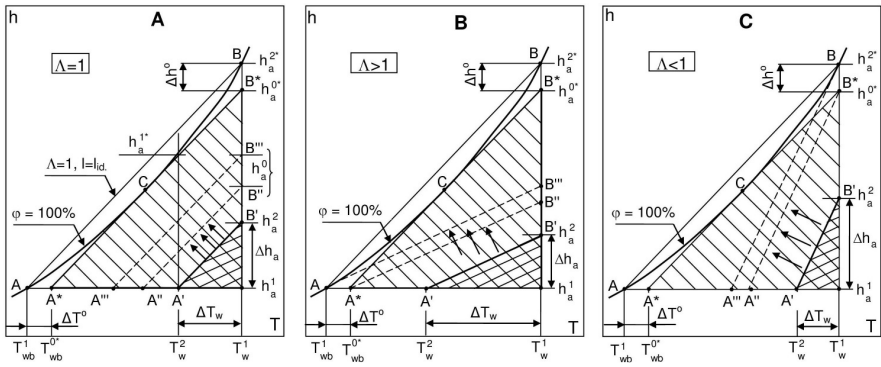 h
A
Λ=1
B
h_a^2*
Δh°
B*
h_a^0*
h_a^1*
Λ=1, l=l_id.
B'''
h_a^0
C
B''
φ = 100%
B'
h_a^2
Δh_a
A
h_a^1
A*
A'''
A''
A'
ΔT°
ΔT_w
T
T_wb^1
T_wb^0*
T_w^2
T_w^1
h
B
Λ>1
B
h_a^2*
Δh°
B*
h_a^0*
C
B'''
B''
φ = 100%
B'
h_a^2
Δh_a
A
h_a^1
A*
A'
ΔT°
ΔT_w
T
T_wb^1
T_wb^0*
T_w^2
T_w^1
h
C
Λ<1
B
h_a^2*
Δh°
B*
h_a^0*
C
B'
h_a^2
φ = 100%
Δh_a
A
h_a^1
A*
A'''
A''
A'
ΔT°
ΔT_w
T
T_wb^1
T_wb^0*
T_w^2
T_w^1